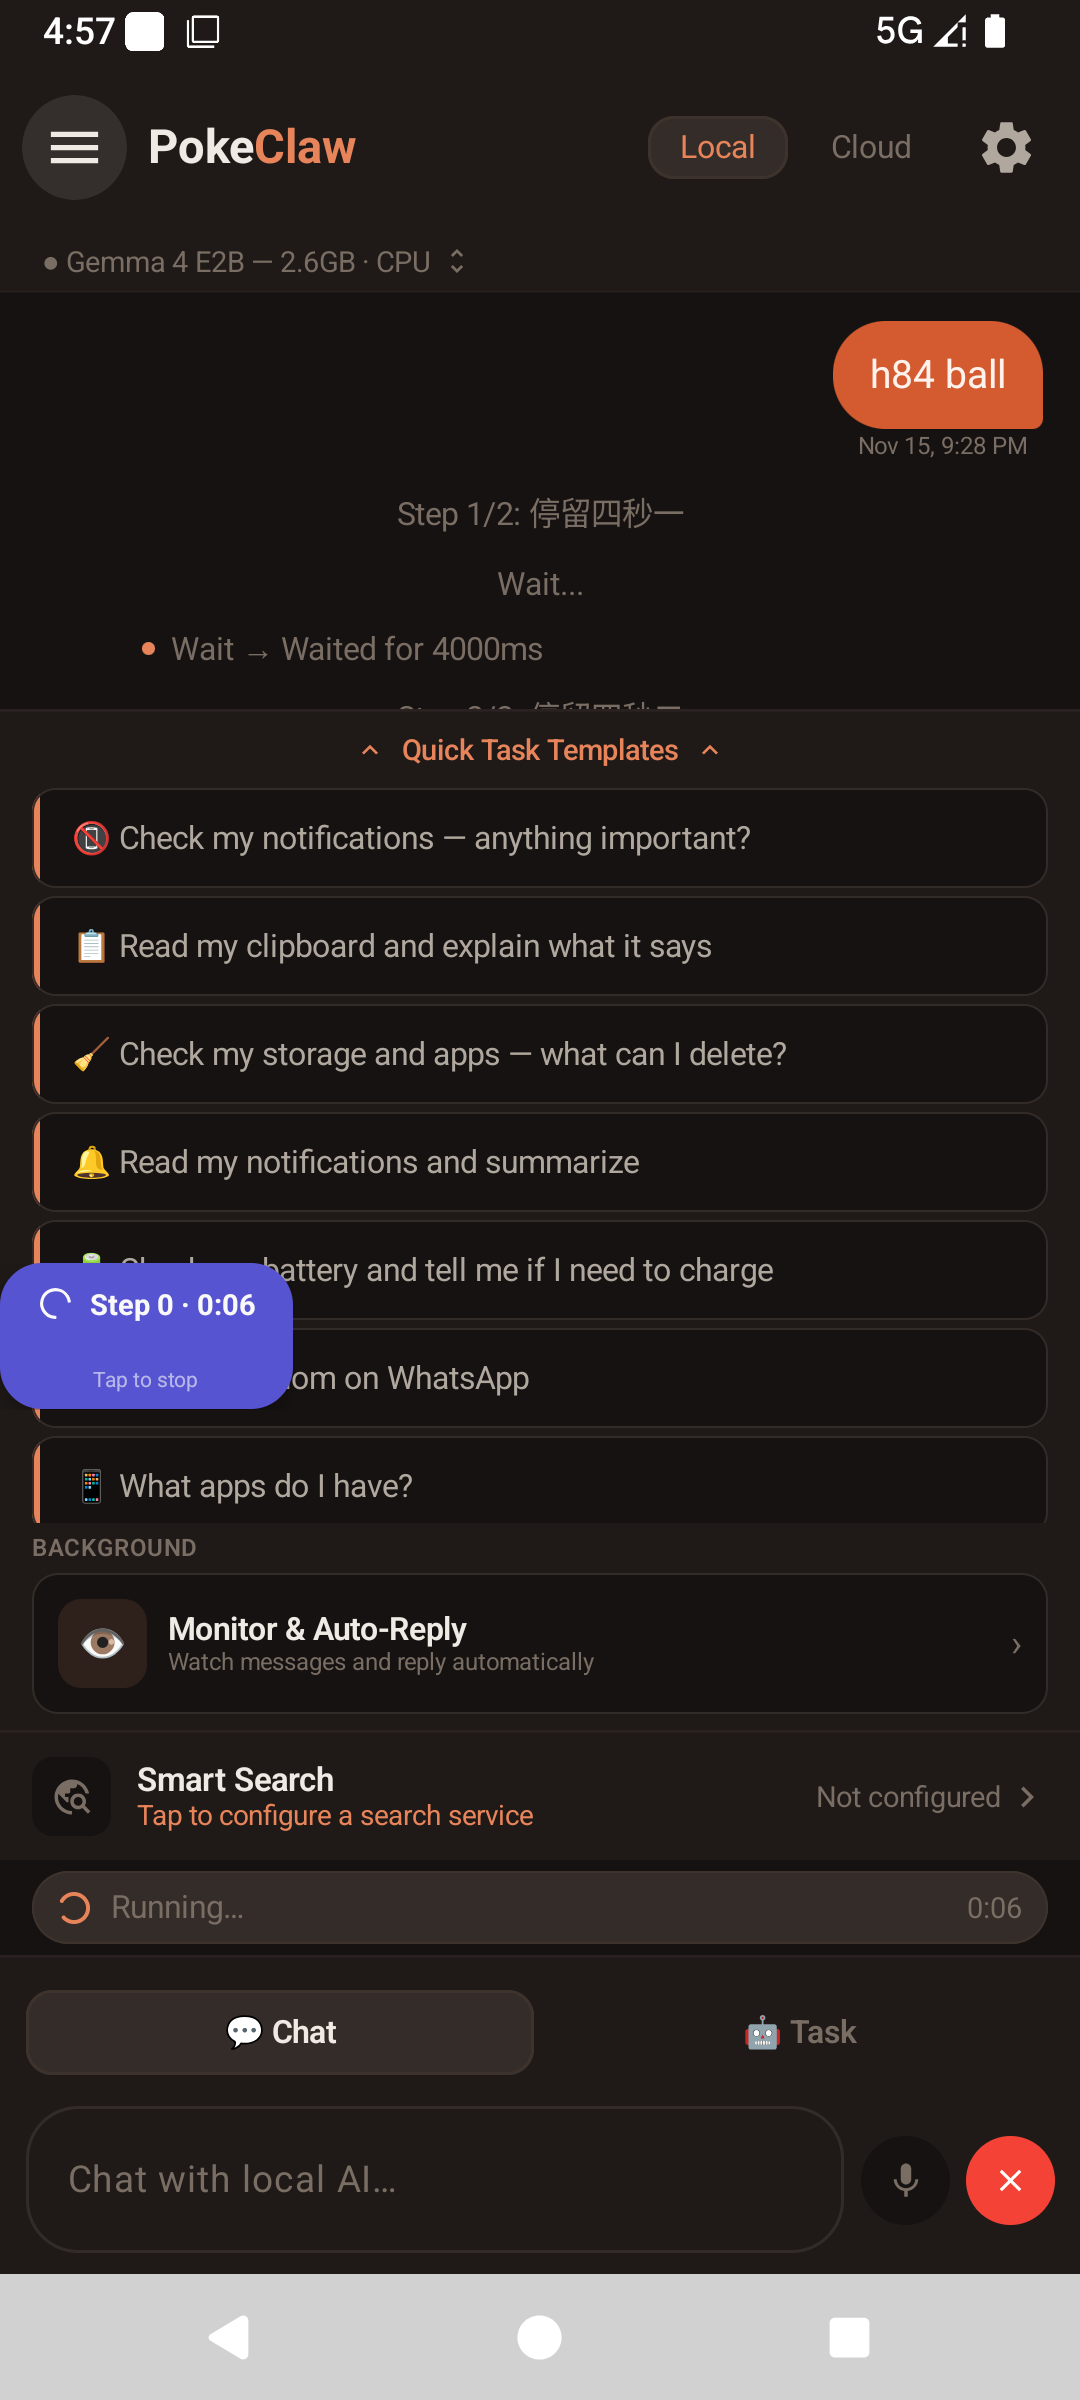 4:57
5G
PokeClaw
Local
Cloud
Gemma 4 E2B — 2.6GB · CPU
h84 ball
Nov 15, 9:28 PM
Step 1/2: 停留四秒一
Wait...
Wait → Waited for 4000ms
Quick Task Templates
Check my notifications — anything important?
Read my clipboard and explain what it says
Check my storage and apps — what can I delete?
Read my notifications and summarize
battery and tell me if I need to charge
Step 0 · 0:06
Tap to stop
om on WhatsApp
What apps do I have?
BACKGROUND
Monitor & Auto-Reply
Watch messages and reply automatically
Smart Search
Tap to configure a search service
Not configured
Running...
0:06
Chat
Task
Chat with local AI...